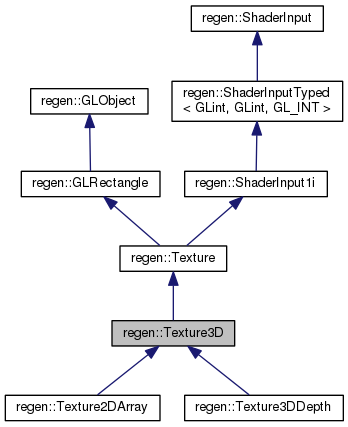 regen::ShaderInput
regen::ShaderInputTyped
< GLint, GLint, GL_INT >
regen::GLObject
regen::GLRectangle
regen::ShaderInput1i
regen::Texture
regen::Texture3D
regen::Texture2DArray
regen::Texture3DDepth